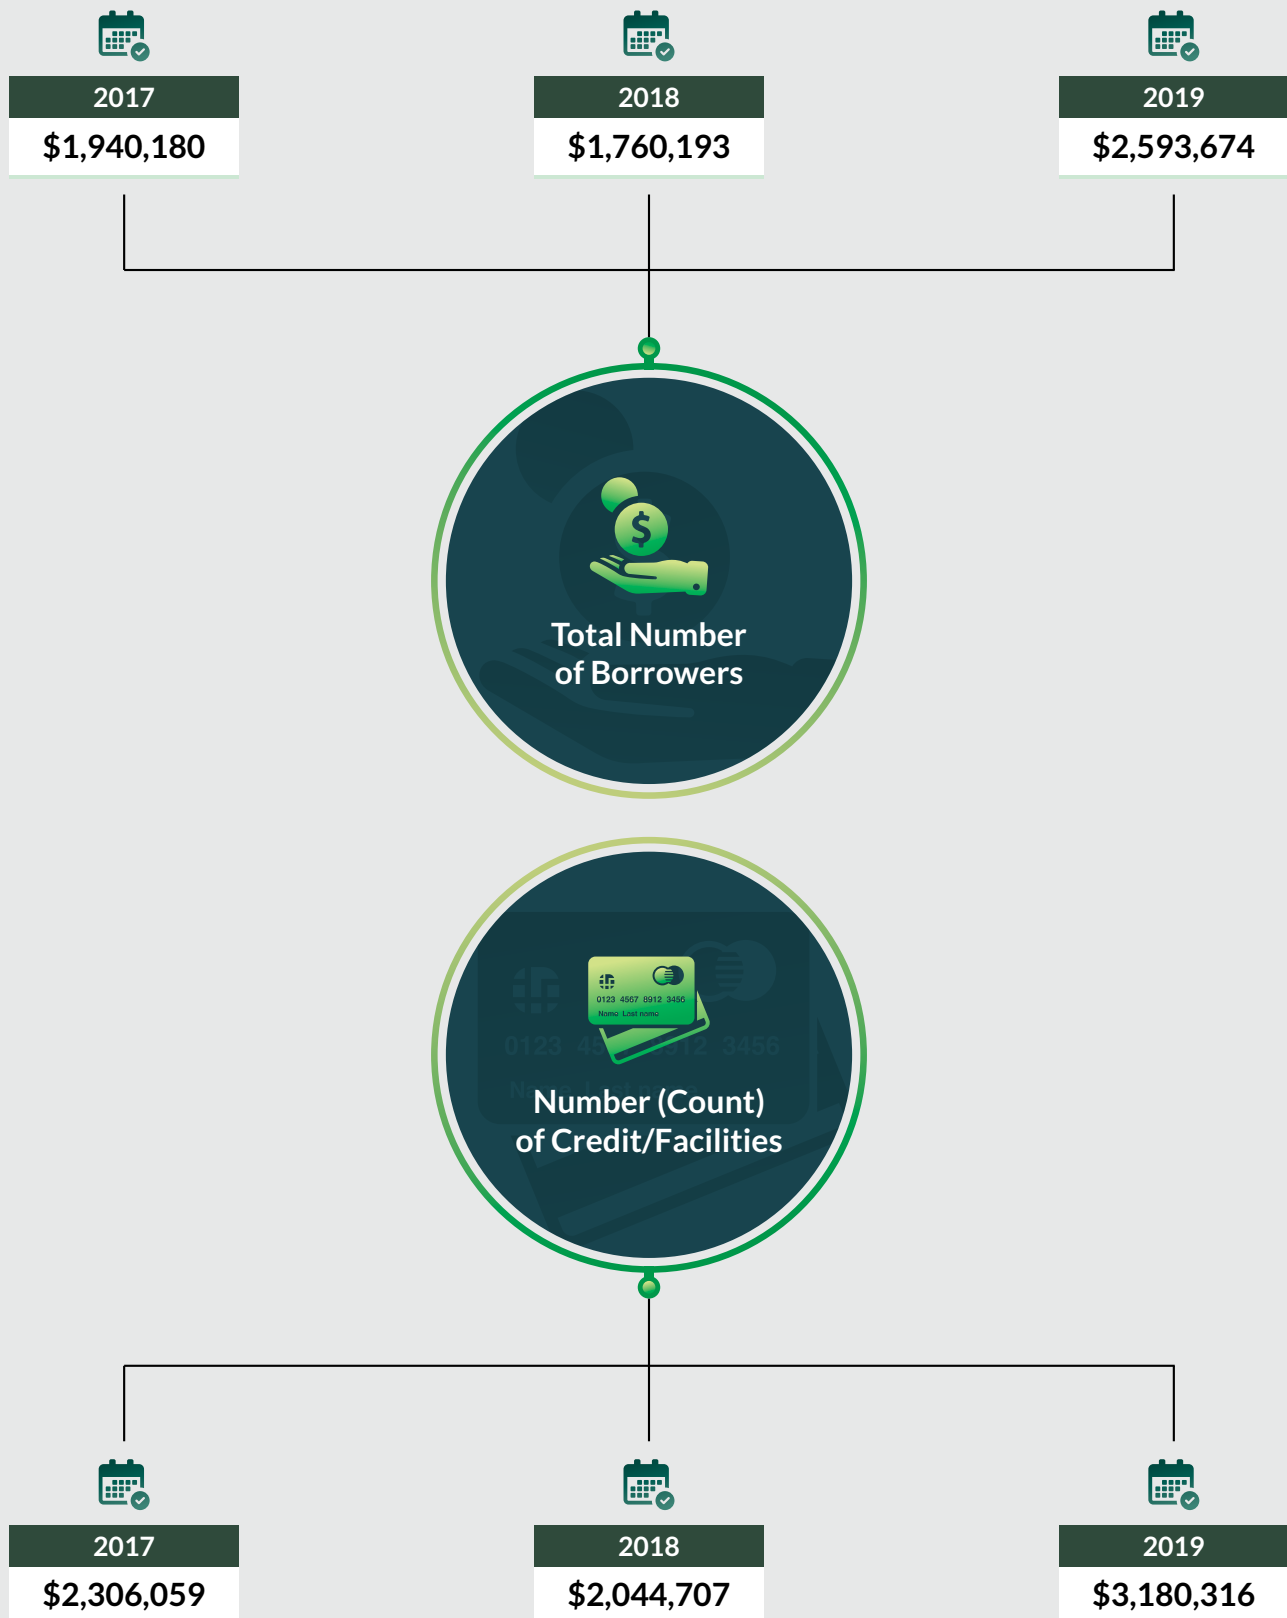 2017
$1,940,180
2018
$1,760,193
2019
$2,593,674
Total Number
of Borrowers
0123 4567 8912 3456
Name Last name
Number (Count)
of Credit/Facilities
2017
$2,306,059
2018
$2,044,707
2019
$3,180,316